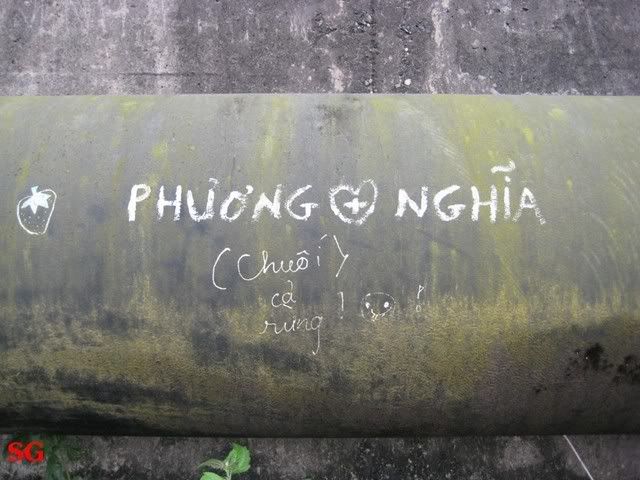 PHƯƠNG + NGHĨA
(Chuối)
cả
rừng ! !
SG